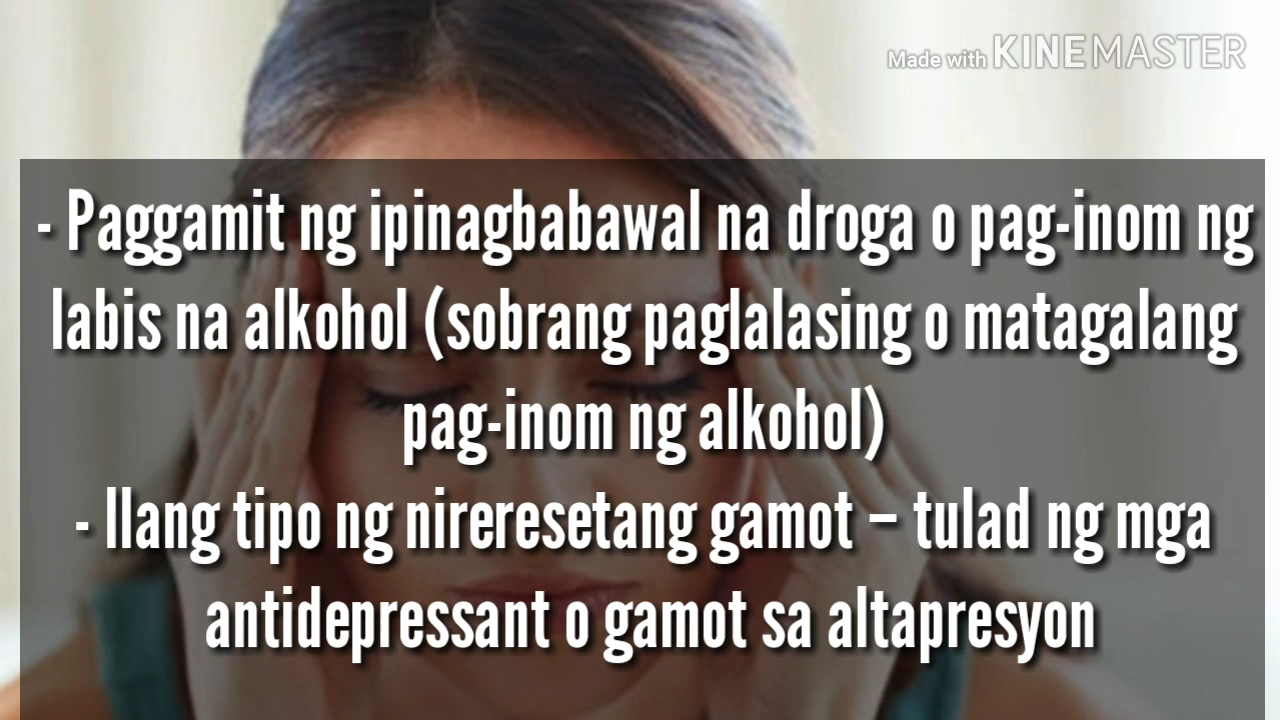 Made with KINEMASTER
- Paggamit ng ipinagbabawal na droga o pag-inom ng
labis na alkohol (sobrang paglalasing o matagalang
pag-inom ng alkohol)
- Ilang tipo ng nireresetang gamot – tulad ng mga
antidepressant o gamot sa altapresyon